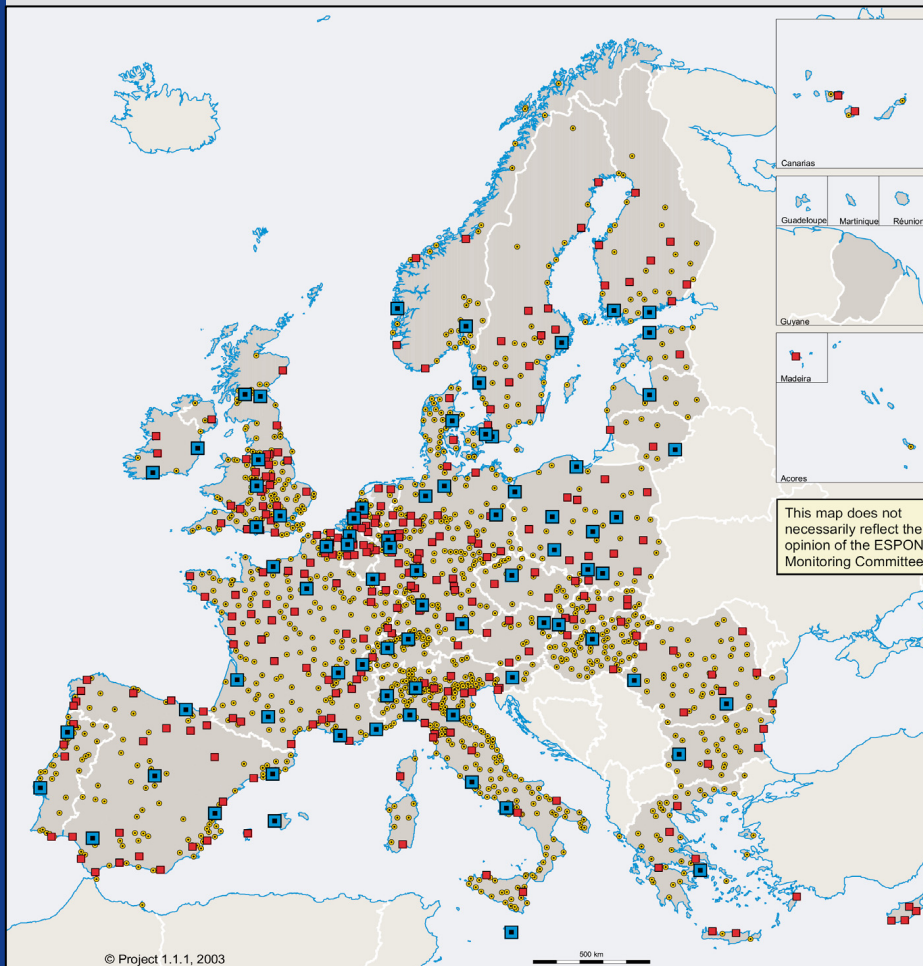 Canarias
Guadeloupe
Martinique
Réunion
Guyane
Madeira
Acores
This map does not
necessarily reflect the
opinion of the ESPON
Monitoring Committee
500 km
© Project 1.1.1, 2003